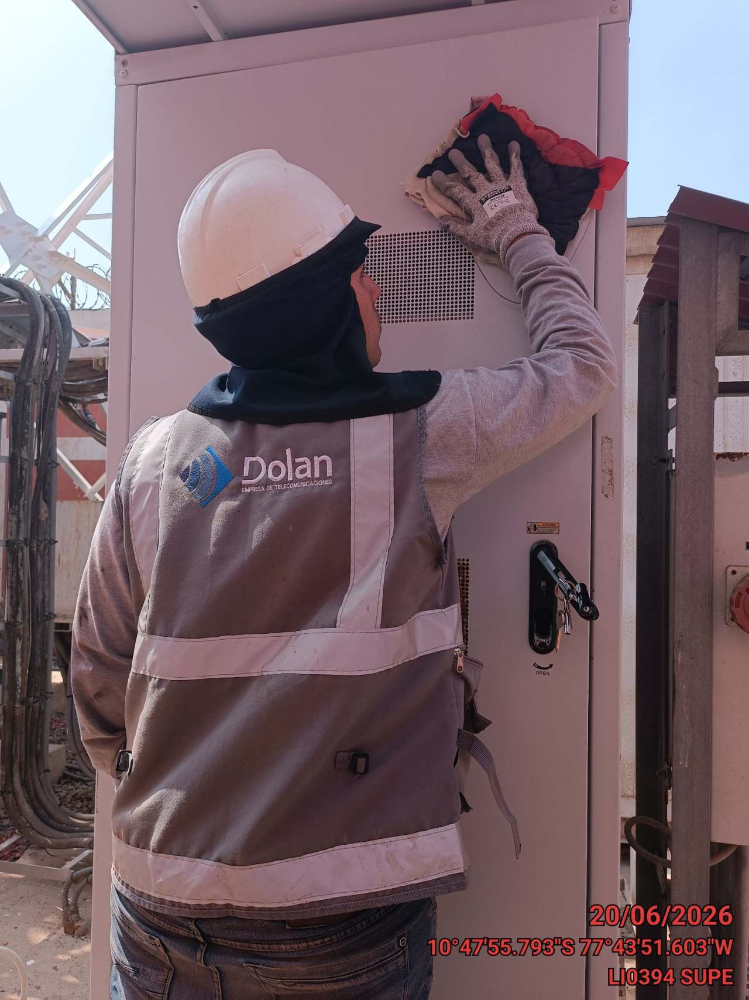 Dolan
EMPRESA DE TELECOMUNICACIONES
OPEN
20/06/2026
10°47'55.793"S 77°43'51.603"W
LI0394 SUPE